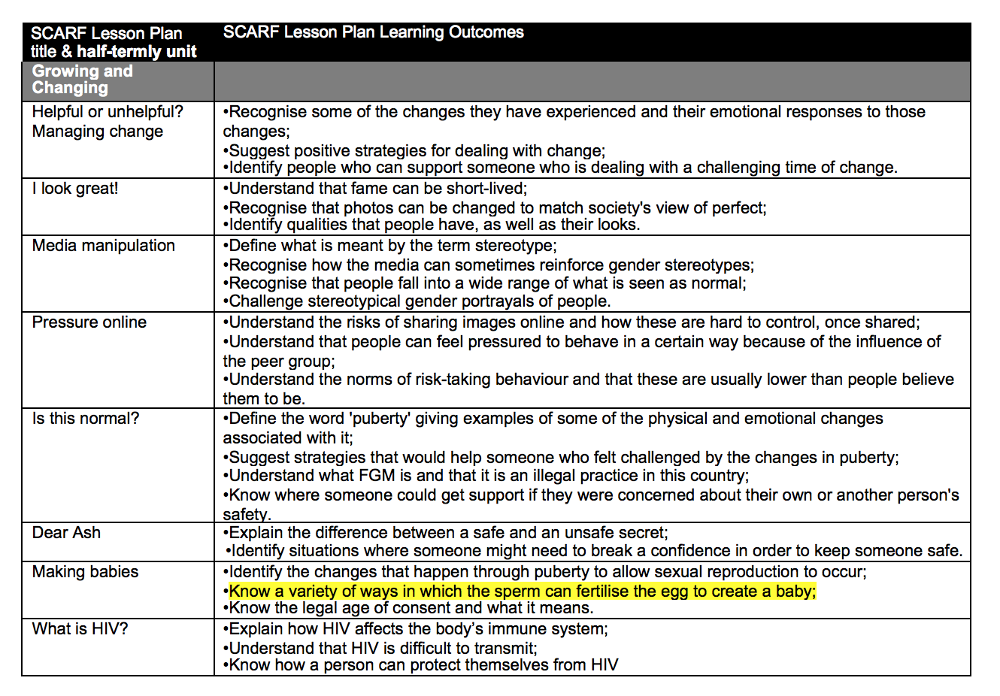 SCARF Lesson Plan
title & half-termly unit
SCARF Lesson Plan Learning Outcomes
Growing and
Changing
Helpful or unhelpful?
Managing change
•Recognise some of the changes they have experienced and their emotional responses to those
changes;
•Suggest positive strategies for dealing with change;
•Identify people who can support someone who is dealing with a challenging time of change.
I look great!
•Understand that fame can be short-lived;
•Recognise that photos can be changed to match society's view of perfect;
•Identify qualities that people have, as well as their looks.
Media manipulation
•Define what is meant by the term stereotype;
•Recognise how the media can sometimes reinforce gender stereotypes;
•Recognise that people fall into a wide range of what is seen as normal;
•Challenge stereotypical gender portrayals of people.
Pressure online
•Understand the risks of sharing images online and how these are hard to control, once shared;
•Understand that people can feel pressured to behave in a certain way because of the influence of
the peer group;
•Understand the norms of risk-taking behaviour and that these are usually lower than people believe
them to be.
Is this normal?
•Define the word 'puberty' giving examples of some of the physical and emotional changes
associated with it;
•Suggest strategies that would help someone who felt challenged by the changes in puberty;
•Understand what FGM is and that it is an illegal practice in this country;
•Know where someone could get support if they were concerned about their own or another person's
safety.
Dear Ash
•Explain the difference between a safe and an unsafe secret;
•Identify situations where someone might need to break a confidence in order to keep someone safe.
Making babies
•Identify the changes that happen through puberty to allow sexual reproduction to occur;
•Know a variety of ways in which the sperm can fertilise the egg to create a baby;
•Know the legal age of consent and what it means.
What is HIV?
•Explain how HIV affects the body’s immune system;
•Understand that HIV is difficult to transmit;
•Know how a person can protect themselves from HIV